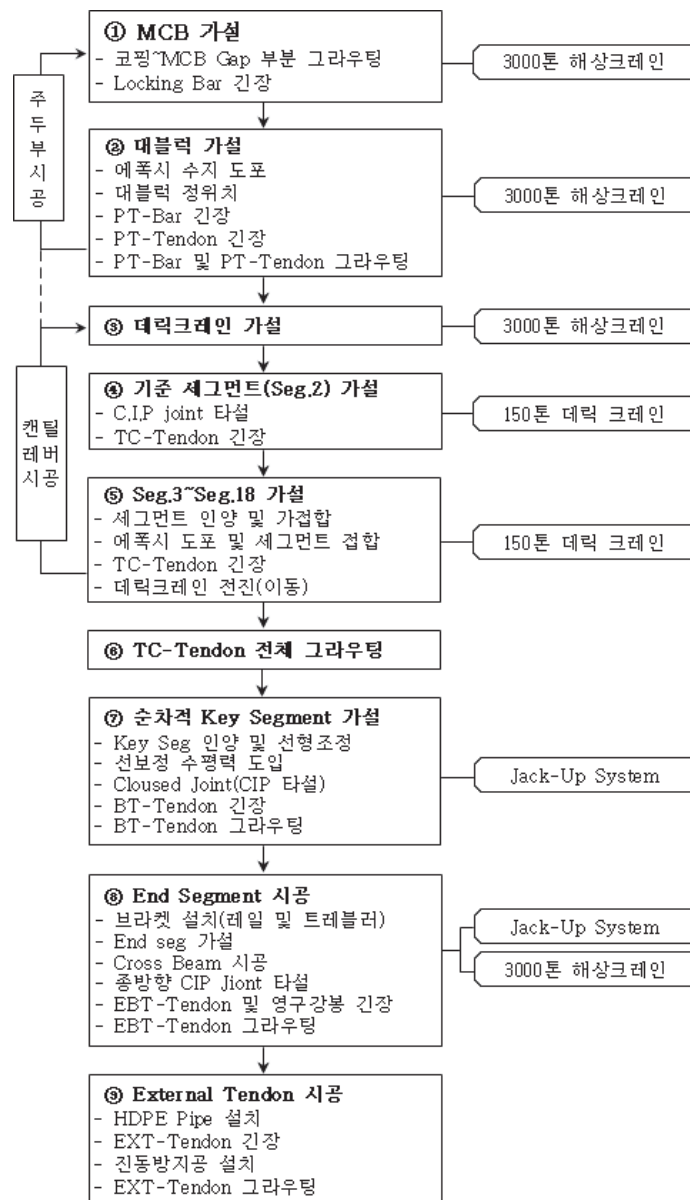 ① MCB 가설
- 코핑~MCB Gap 부분 그라우팅
- Locking Bar 긴장
3000톤 해상크레인
주
두
부
시
공
② 대블럭 가설
- 에폭시 수지 도포
- 대블럭 정위치
- PT-Bar 긴장
- PT-Tendon 긴장
- PT-Bar 및 PT-Tendon 그라우팅
3000톤 해상크레인
③ 데릭크레인 가설
3000톤 해상크레인
④ 기준 세그먼트(Seg.2) 가설
- C.I.P joint 타설
- TC-Tendon 긴장
150톤 데릭 크레인
캔틸
레버
시공
⑤ Seg.3~Seg.18 가설
- 세그먼트 인양 및 가접합
- 에폭시 도포 및 세그먼트 접합
- TC-Tendon 긴장
- 데릭크레인 전진(이동)
150톤 데릭 크레인
⑥ TC-Tendon 전체 그라우팅
⑦ 순차적 Key Segment 가설
- Key Seg 인양 및 선형조정
- 선보정 수평력 도입
- Cloused Joint(CIP 타설)
- BT-Tendon 긴장
- BT-Tendon 그라우팅
Jack-Up System
⑧ End Segment 시공
- 브라켓 설치(레일 및 트레블러)
- End seg 가설
- Cross Beam 시공
- 종방향 CIP Jiont 타설
- EBT-Tendon 및 영구강봉 긴장
- EBT-Tendon 그라우팅
Jack-Up System
3000톤 해상크레인
⑨ External Tendon 시공
- HDPE Pipe 설치
- EXT-Tendon 긴장
- 진동방지공 설치
- EXT-Tendon 그라우팅